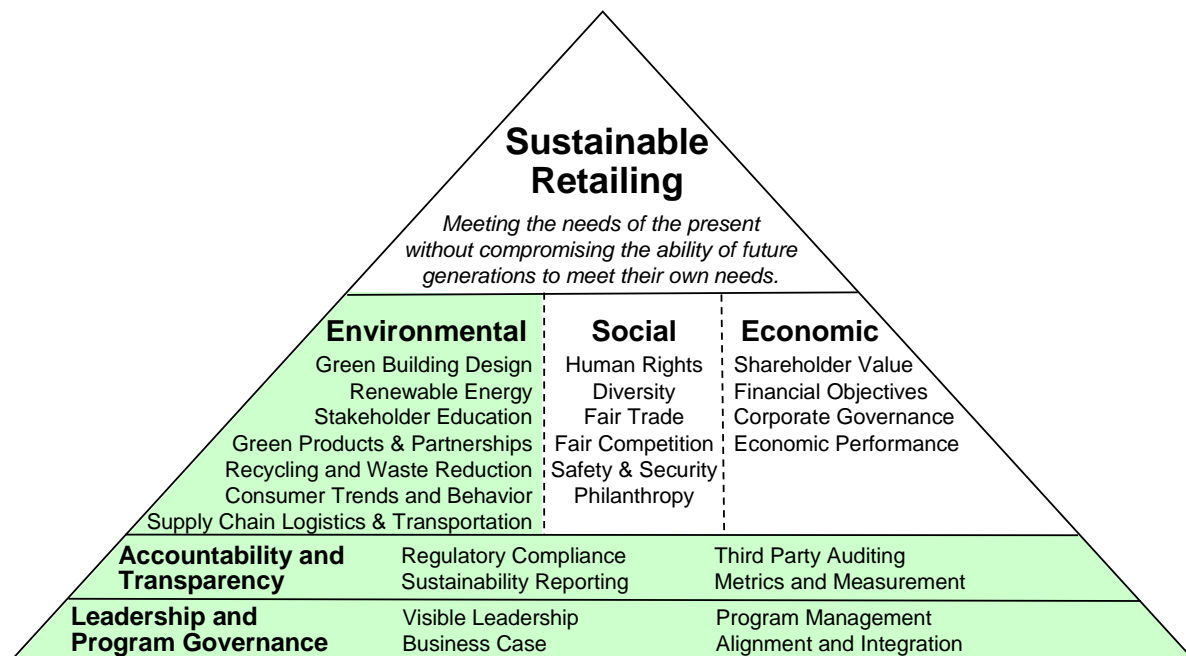 Sustainable
Retailing
Meeting the needs of the present
without compromising the ability of future
generations to meet their own needs.
Environmental
Green Building Design
Renewable Energy
Stakeholder Education
Green Products & Partnerships
Recycling and Waste Reduction
Consumer Trends and Behavior
Supply Chain Logistics & Transportation
Social
Human Rights
Diversity
Fair Trade
Fair Competition
Safety & Security
Philanthropy
Economic
Shareholder Value
Financial Objectives
Corporate Governance
Economic Performance
Accountability and
Transparency
Regulatory Compliance
Sustainability Reporting
Third Party Auditing
Metrics and Measurement
Leadership and
Program Governance
Visible Leadership
Business Case
Program Management
Alignment and Integration